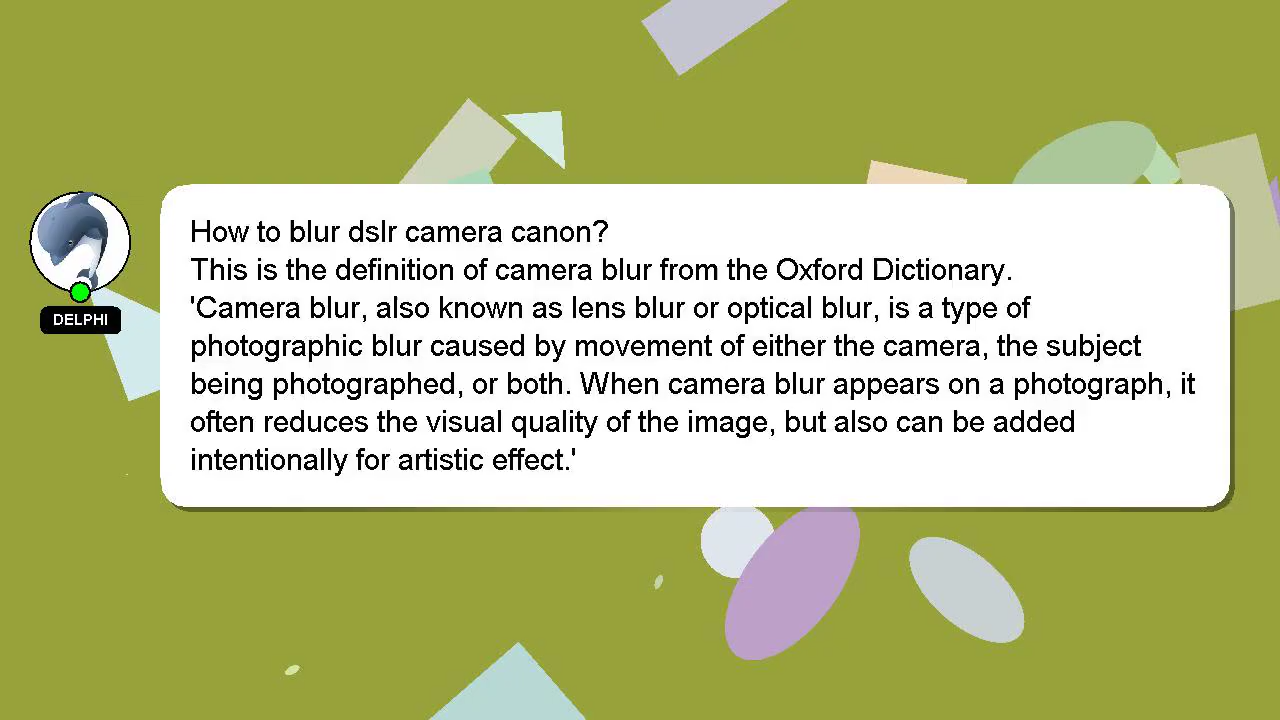 How to blur dslr camera canon?
This is the definition of camera blur from the Oxford Dictionary.
'Camera blur, also known as lens blur or optical blur, is a type of
photographic blur caused by movement of either the camera, the subject
being photographed, or both. When camera blur appears on a photograph, it
often reduces the visual quality of the image, but also can be added
intentionally for artistic effect.'
DELPHI